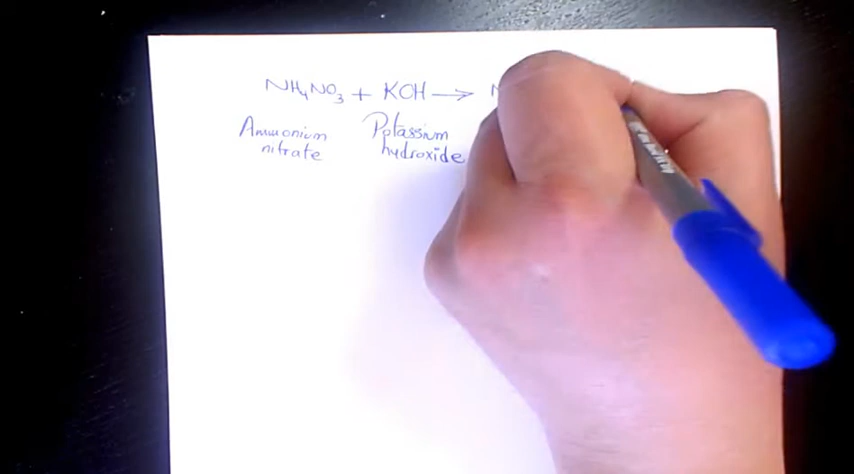 NH₄NO₃ + KOH → N
Ammonium Potassium
nitrate hydroxide